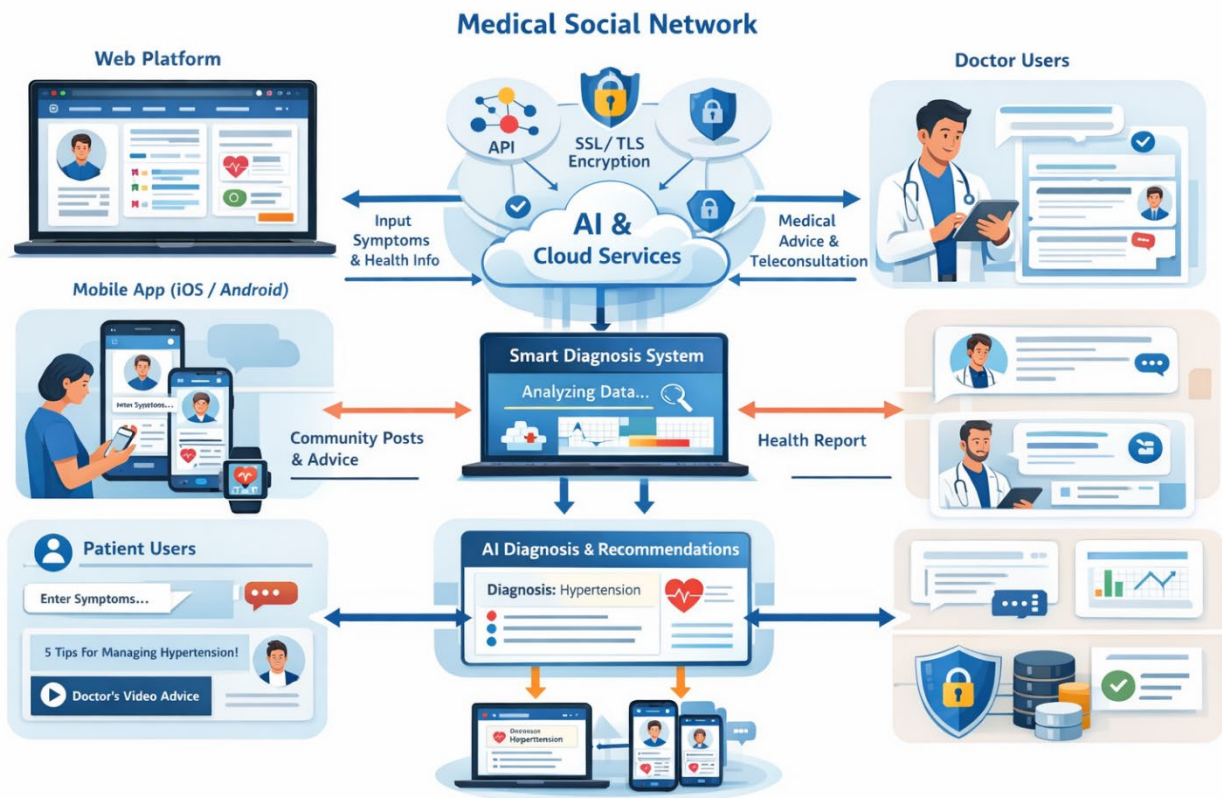 Medical Social Network
Web Platform
Doctor Users
API
SSL/TLS
Encryption
AI &
Cloud Services
Input
Symptoms
& Health Info
Medical
Advice &
Teleconsultation
Mobile App (iOS / Android)
Smart Diagnosis System
Analyzing Data...
Community Posts
& Advice
Health Report
Patient Users
Enter Symptoms...
5 Tips For Managing Hypertension!
Doctor's Video Advice
AI Diagnosis & Recommendations
Diagnosis: Hypertension